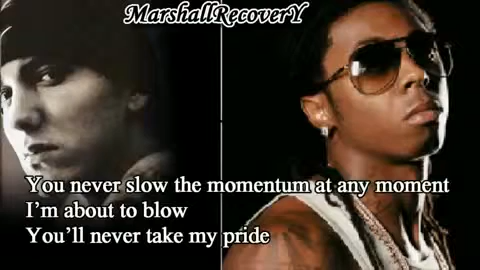 MarshallRecoverY
You never slow the momentum at any moment
I'm about to blow
You'll never take my pride